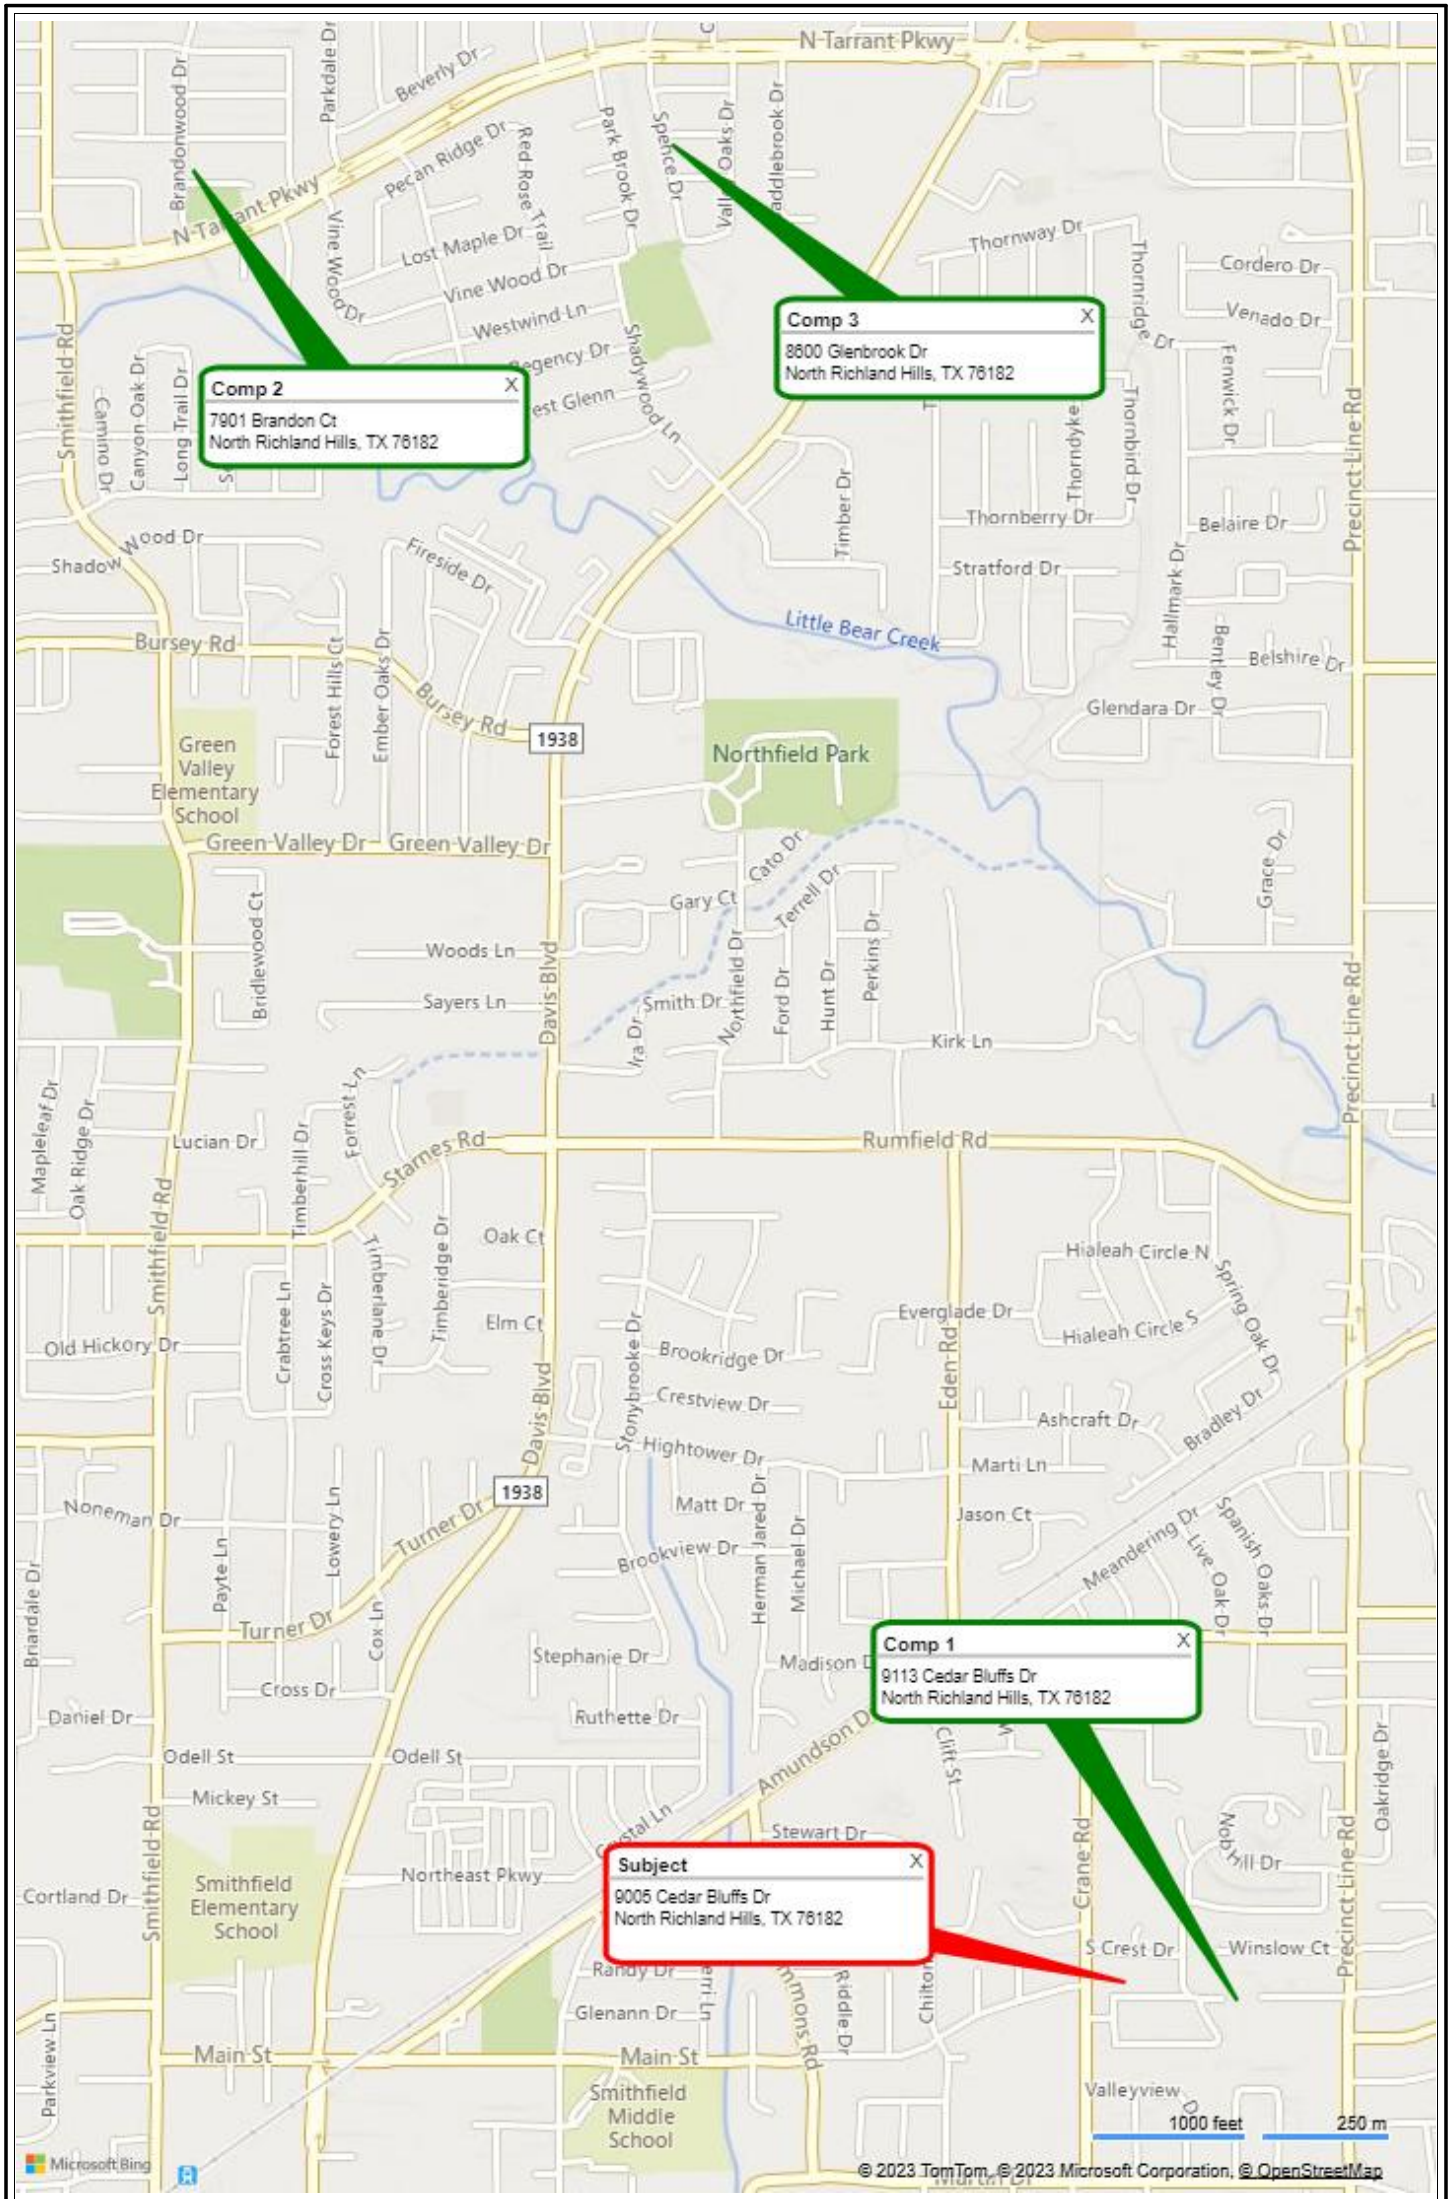 N Tarrant Pkwy
Brandonwood Dr
Parkdale Dr
Beverly Dr
Pecan Ridge Dr
Red Rose Trail
Park Brook Dr
Spence Dr
N Tarrant Pkwy
Vine Wood Dr
Lost Maple Dr
Vine Wood Dr
Westwind Ln
Thornway Dr
Thornridge Dr
Cordero Dr
Venado Dr
Comp 3 X
8600 Glenbrook Dr
North Richland Hills, TX 76182
Comp 2 X
7901 Brandon Ct
North Richland Hills, TX 76182
Smithfield Rd
Camino Dr
Canyon Oak Dr
Long Trail Dr
Regency Dr
Shadywood Ln
Thorndyke
Thornbird Dr
Fenwick Dr
Precinct Line Rd
Timber Dr
Thornberry Dr
Belaire Dr
Shadow Wood Dr
Fireside Dr
Stratford Dr
Hallmark Dr
Little Bear Creek
Bursey Rd
Forest Hills Ct
Ember Oaks Dr
Bursey Rd
1938
Bentley Dr
Belshire Dr
Glendara Dr
Green
Valley
Elementary
School
Northfield Park
Green Valley Dr
Green Valley Dr
Cato Dr
Gary Ct
Terrell Dr
Grace Dr
Bridlewood Ct
Woods Ln
Davis Blvd
Sayers Ln
Smith Dr
Northfield Dr
Ford Dr
Hunt Dr
Perkins Dr
Ira Dr
Kirk Ln
Precinct Line Rd
Mapleleaf Dr
Oak Ridge Dr
Forrest Ln
Lucian Dr
Timberhill Dr
Starnes Rd
Rumfield Rd
Smithfield Rd
Timberlane Dr
Timberidge Dr
Oak Ct
Hialeah Circle N
Spring Oak Dr
Crabtree Ln
Cross Keys Dr
Elm Ct
Everglade Dr
Hialeah Circle S
Old Hickory Dr
Stonybrooke Dr
Brookridge Dr
Eden Rd
Crestview Dr
Davis Blvd
Ashcraft Dr
Bradley Dr
Hightower Dr
Marti Ln
Noneman Dr
Lowery Ln
1938
Turner Dr
Matt Dr
Herman Jared Dr
Michael Dr
Jason Ct
Meandering Dr
Spanish Oaks Dr
Live Oak Dr
Briardale Dr
Payte Ln
Brookview Dr
Turner Dr
Cox Ln
Stephanie Dr
Comp 1 X
9113 Cedar Bluffs Dr
North Richland Hills, TX 76182
Cross Dr
Daniel Dr
Ruthette Dr
Odell St
Odell St
Amundson D
Clift St
Oakridge Dr
Mickey St
Crystal Ln
Stewart Dr
Crane Rd
Nob Hill Dr
Precinct Line Rd
Smithfield Rd
Northeast Pkwy
Cortland Dr
Smithfield
Elementary
School
Subject X
9005 Cedar Bluffs Dr
North Richland Hills, TX 76182
S Crest Dr
Winslow Ct
Randy Dr
Riddle Dr
Chilton
Glenann Dr
Parkview Ln
Main St
Main St
Smithfield
Middle
School
Valleyview D
1000 feet 250 m
Microsoft Bing
© 2023 TomTom, © 2023 Microsoft Corporation, © OpenStreetMap